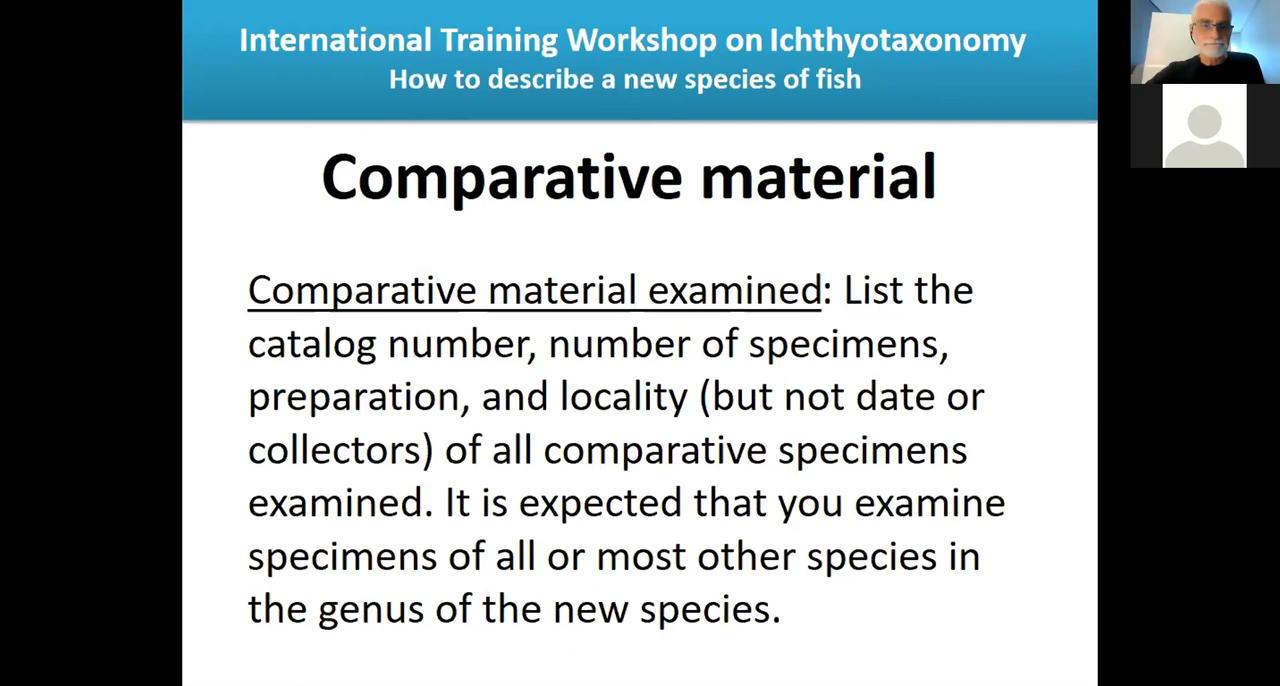 International Training Workshop on Ichthyotaxonomy
How to describe a new species of fish
Comparative material
Comparative material examined: List the
catalog number, number of specimens,
preparation, and locality (but not date or
collectors) of all comparative specimens
examined. It is expected that you examine
specimens of all or most other species in
the genus of the new species.